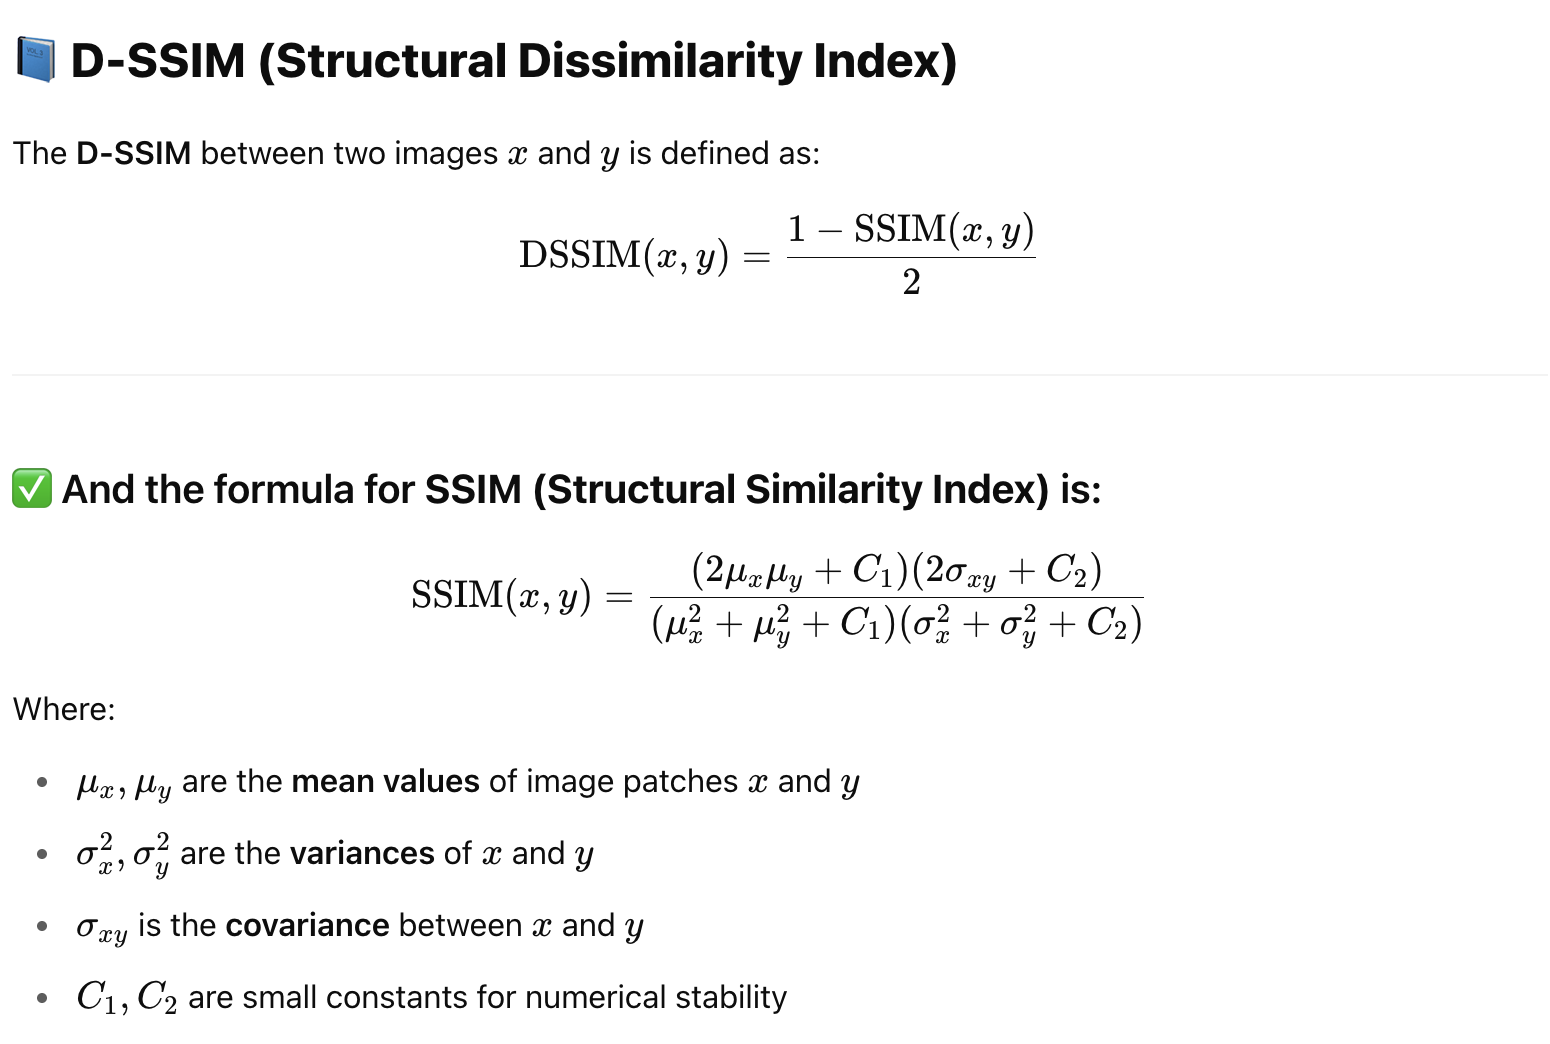 📘 D-SSIM (Structural Dissimilarity Index)
The D-SSIM between two images $x$ and $y$ is defined as:
$$\mathrm{DSSIM}(x, y) = \frac{1 - \mathrm{SSIM}(x, y)}{2}$$
✅ And the formula for SSIM (Structural Similarity Index) is:
$$\mathrm{SSIM}(x, y) = \frac{(2\mu_x\mu_y + C_1)(2\sigma_{xy} + C_2)}{(\mu_x^2 + \mu_y^2 + C_1)(\sigma_x^2 + \sigma_y^2 + C_2)}$$
Where:
• $\mu_x, \mu_y$ are the mean values of image patches $x$ and $y$
• $\sigma_x^2, \sigma_y^2$ are the variances of $x$ and $y$
• $\sigma_{xy}$ is the covariance between $x$ and $y$
• $C_1, C_2$ are small constants for numerical stability